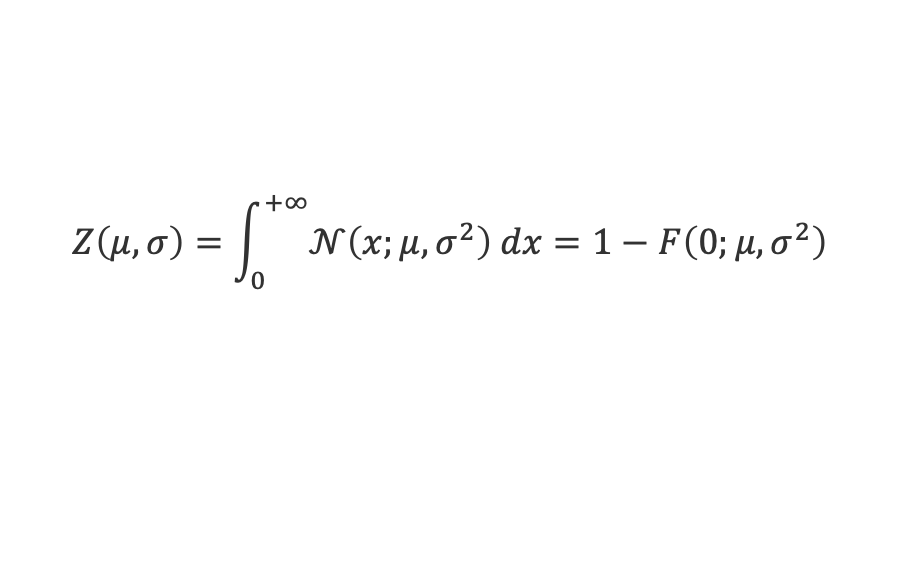 Z(μ, σ) = ∫₀⁺∞ 𝒩(x; μ, σ²) dx = 1 − F(0; μ, σ²)